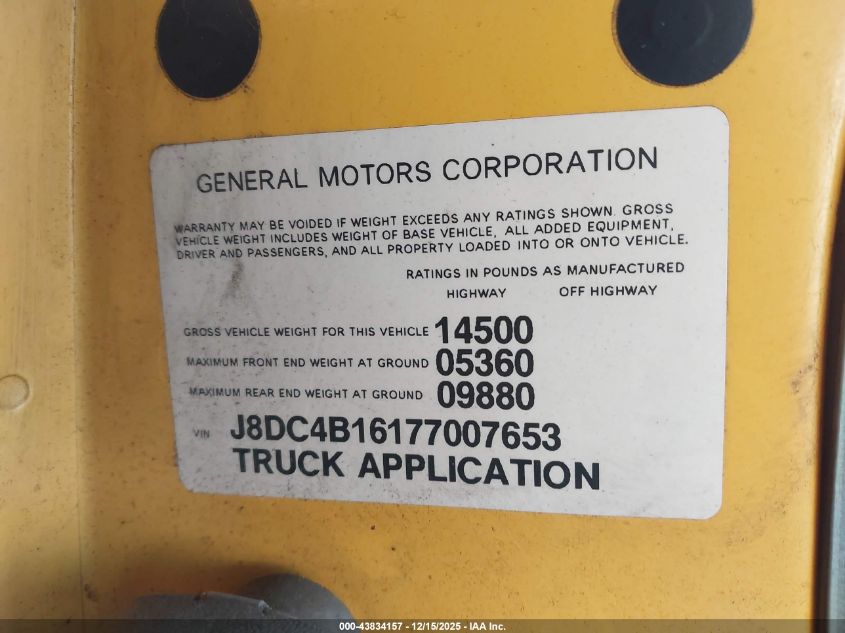 GENERAL MOTORS CORPORATION
WARRANTY MAY BE VOIDED IF WEIGHT EXCEEDS ANY RATINGS SHOWN. GROSS
VEHICLE WEIGHT INCLUDES WEIGHT OF BASE VEHICLE, ALL ADDED EQUIPMENT,
DRIVER AND PASSENGERS, AND ALL PROPERTY LOADED INTO OR ONTO VEHICLE.
RATINGS IN POUNDS AS MANUFACTURED
HIGHWAY OFF HIGHWAY
GROSS VEHICLE WEIGHT FOR THIS VEHICLE 14500
MAXIMUM FRONT END WEIGHT AT GROUND 05360
MAXIMUM REAR END WEIGHT AT GROUND 09880
VIN J8DC4B16177007653
TRUCK APPLICATION
000-43834157 - 12/15/2025 - IAA Inc.